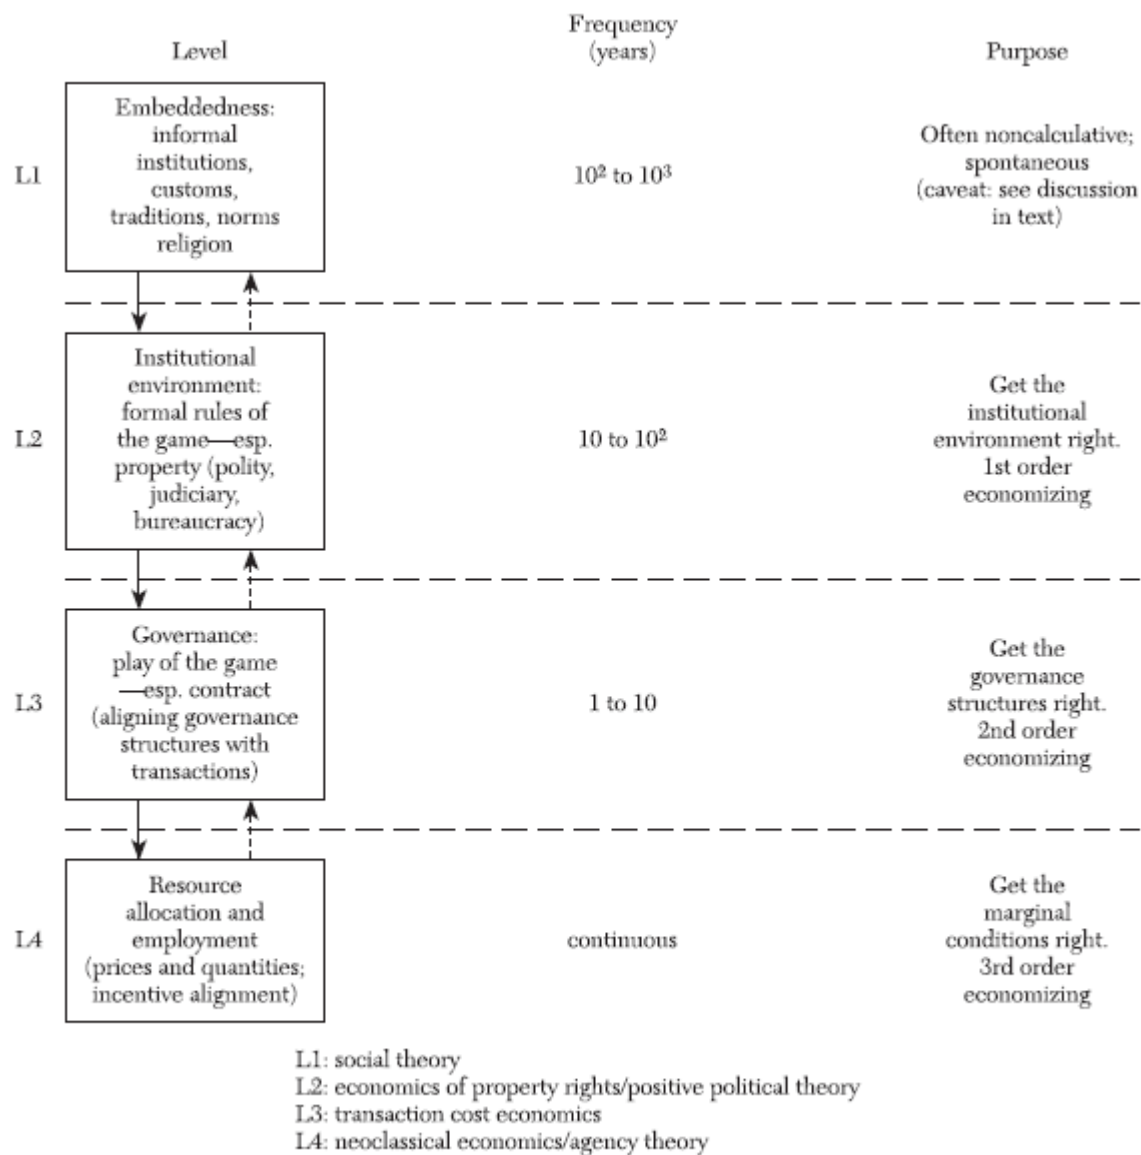 Level
Frequency
(years)
Purpose
L1
Embeddedness:
informal
institutions,
customs,
traditions, norms
religion
10² to 10³
Often noncalculative;
spontaneous
(caveat: see discussion
in text)
L2
Institutional
environment:
formal rules of
the game—esp.
property (polity,
judiciary,
bureaucracy)
10 to 10²
Get the
institutional
environment right.
1st order
economizing
L3
Governance:
play of the game
—esp. contract
(aligning governance
structures with
transactions)
1 to 10
Get the
governance
structures right.
2nd order
economizing
L4
Resource
allocation and
employment
(prices and quantities;
incentive alignment)
continuous
Get the
marginal
conditions right.
3rd order
economizing
L1: social theory
L2: economics of property rights/positive political theory
L3: transaction cost economics
L4: neoclassical economics/agency theory